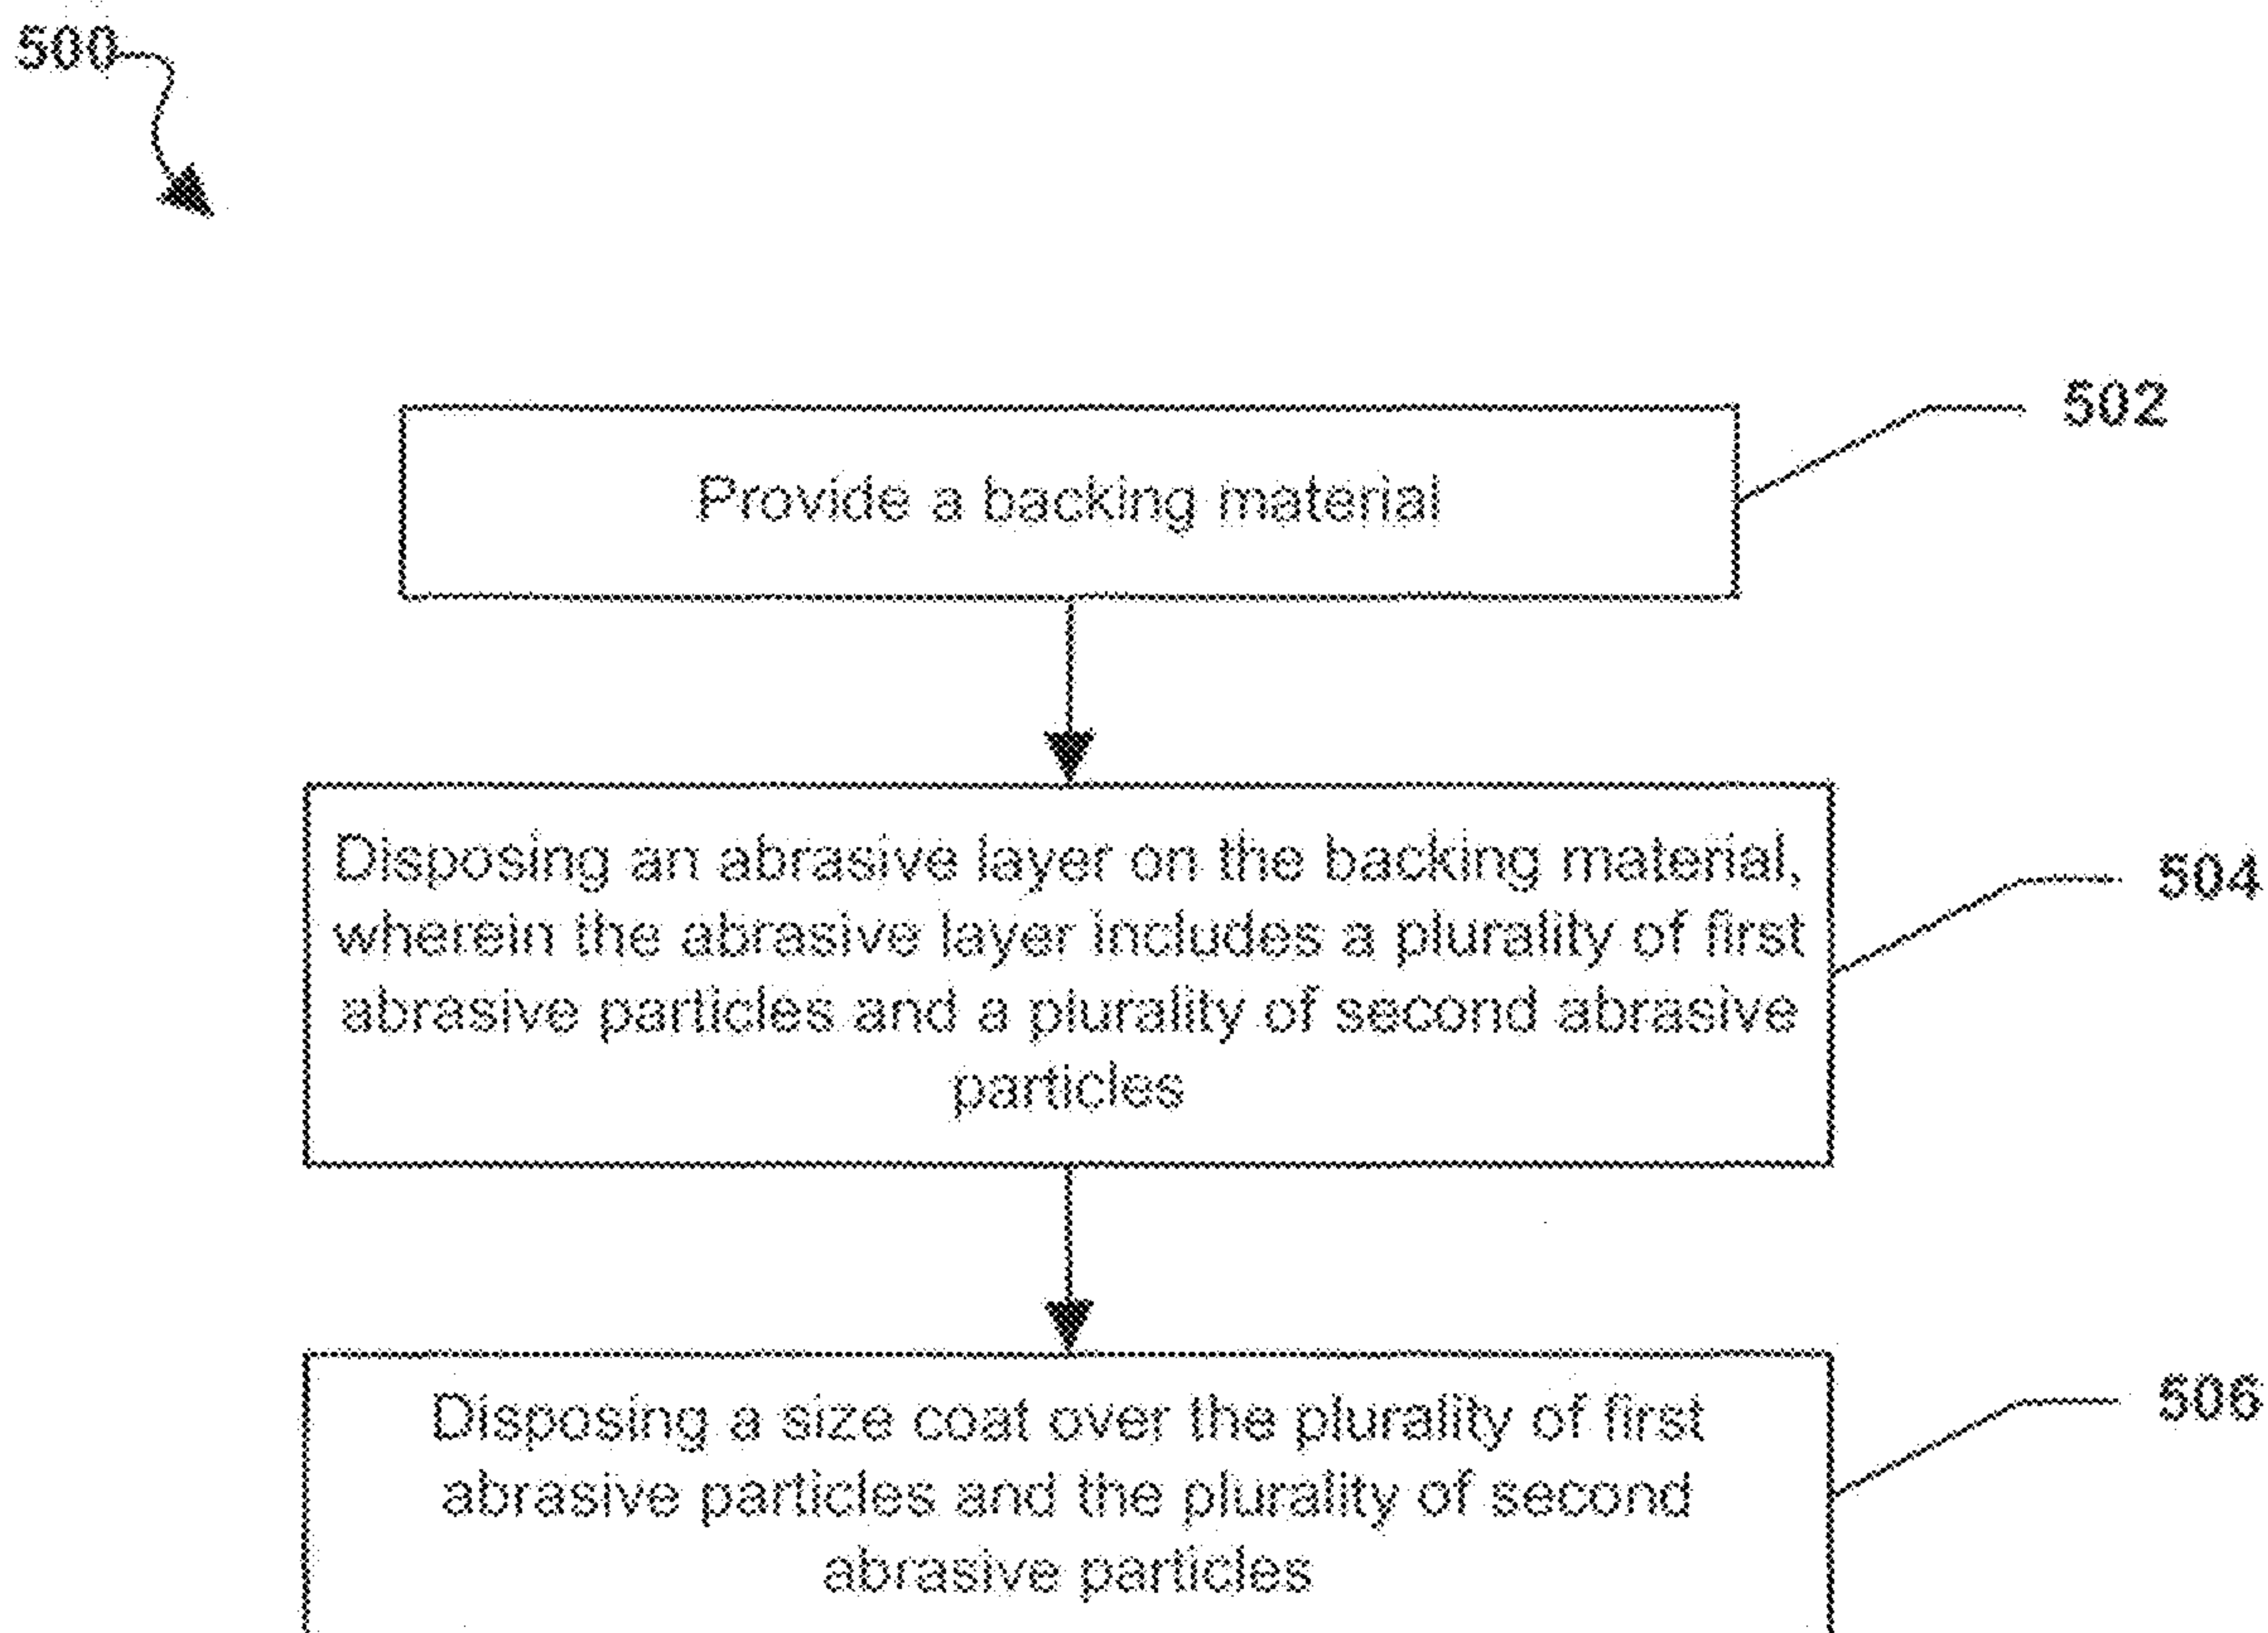 500
502
Provide a backing material
Disposing an abrasive layer on the backing material,
504
wherein the abrasive layer includes a plurality of first
abrasive particles and a plurality of second abrasive
particles
506
Disposing a size coat over the plurality of first
abrasive particles and the plurality of second
abrasive particles